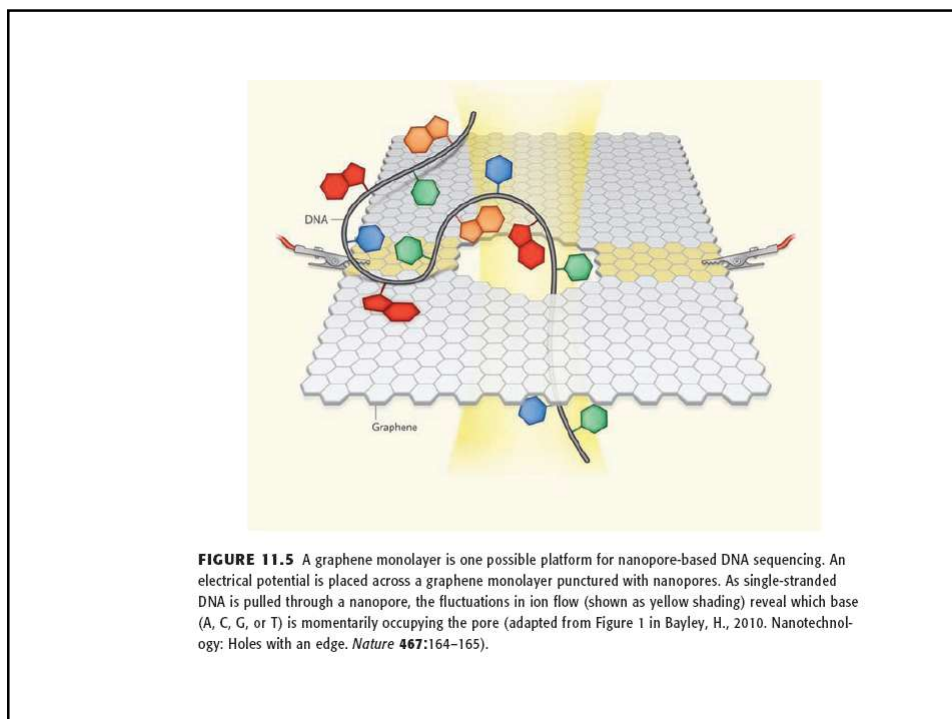 DNA
Graphene
FIGURE 11.5 A graphene monolayer is one possible platform for nanopore-based DNA sequencing. An
electrical potential is placed across a graphene monolayer punctured with nanopores. As single-stranded
DNA is pulled through a nanopore, the fluctuations in ion flow (shown as yellow shading) reveal which base
(A, C, G, or T) is momentarily occupying the pore (adapted from Figure 1 in Bayley, H., 2010. Nanotechnol-
ogy: Holes with an edge. Nature 467:164–165).